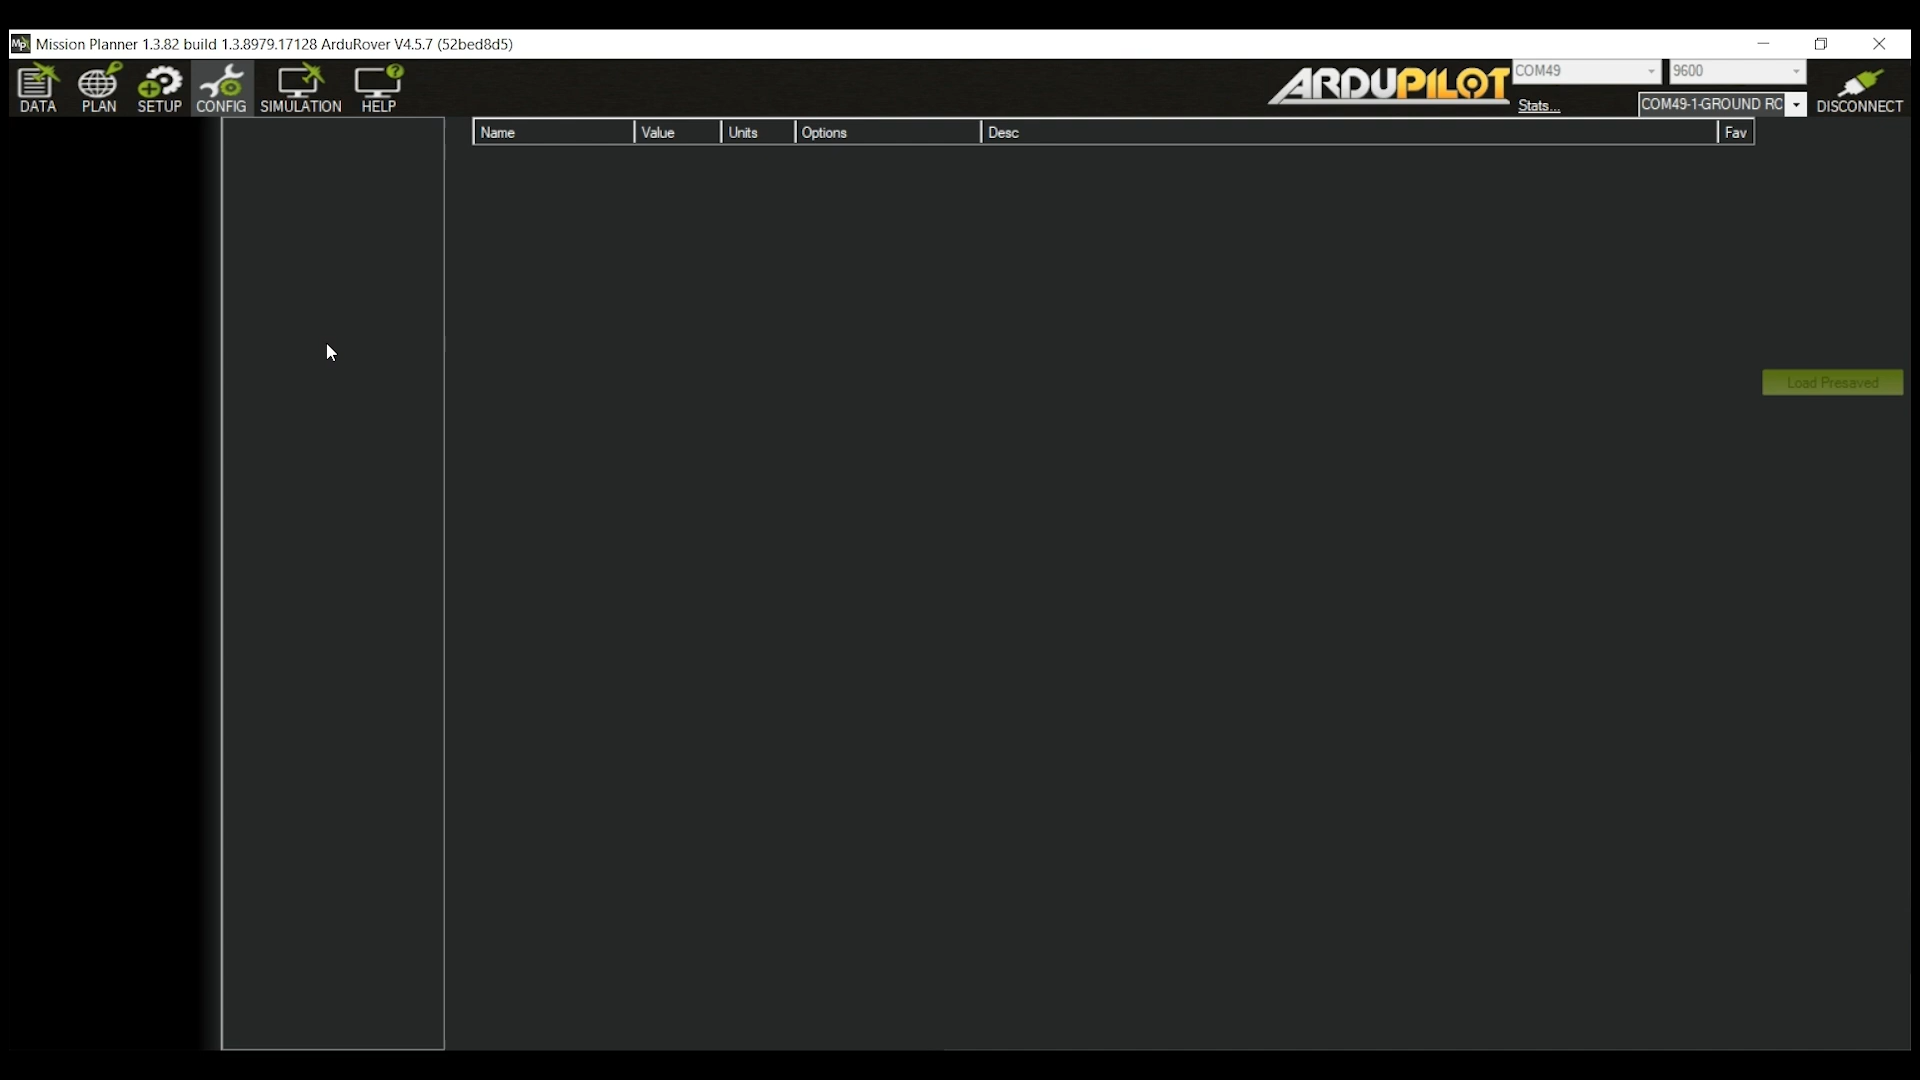 Mission Planner 1.3.82 build 1.3.8979.17128 ArduRover V4.5.7 (52bed8d5)
DATA PLAN SETUP CONFIG SIMULATION HELP
ARDUPILOT
COM49 9600
Stats... COM49-1-GROUND RO DISCONNECT
Name Value Units Options Desc Fav
Load Presaved